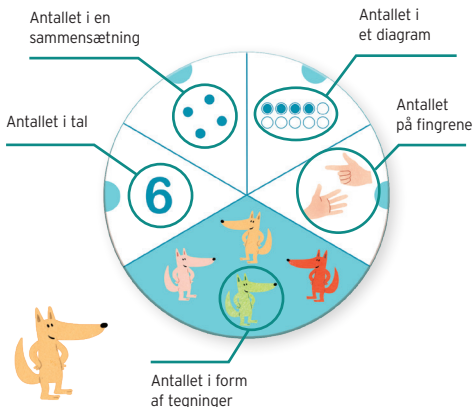 Antallet i en
sammensætning
Antallet i
et diagram
Antallet i tal
Antallet
på fingrene
6
Antallet i form
af tegninger